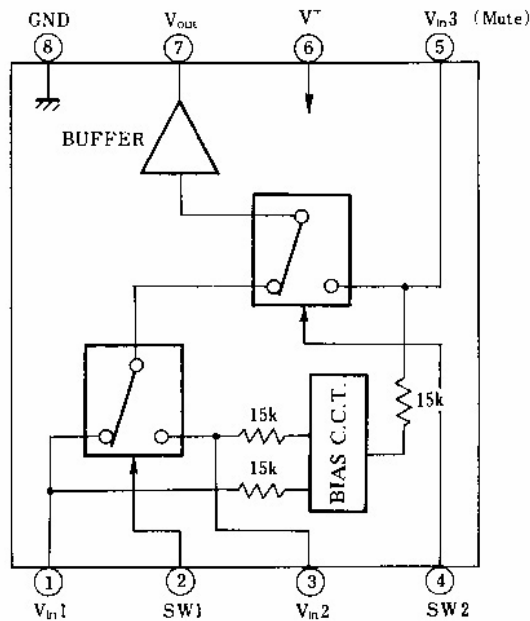 GND Vout V+ Vin3 (Mute)
8 7 6 5
BUFFER
15k 15k
15k
BIAS C.C.T.
1 2 3 4
Vin1 SW1 Vin2 SW2